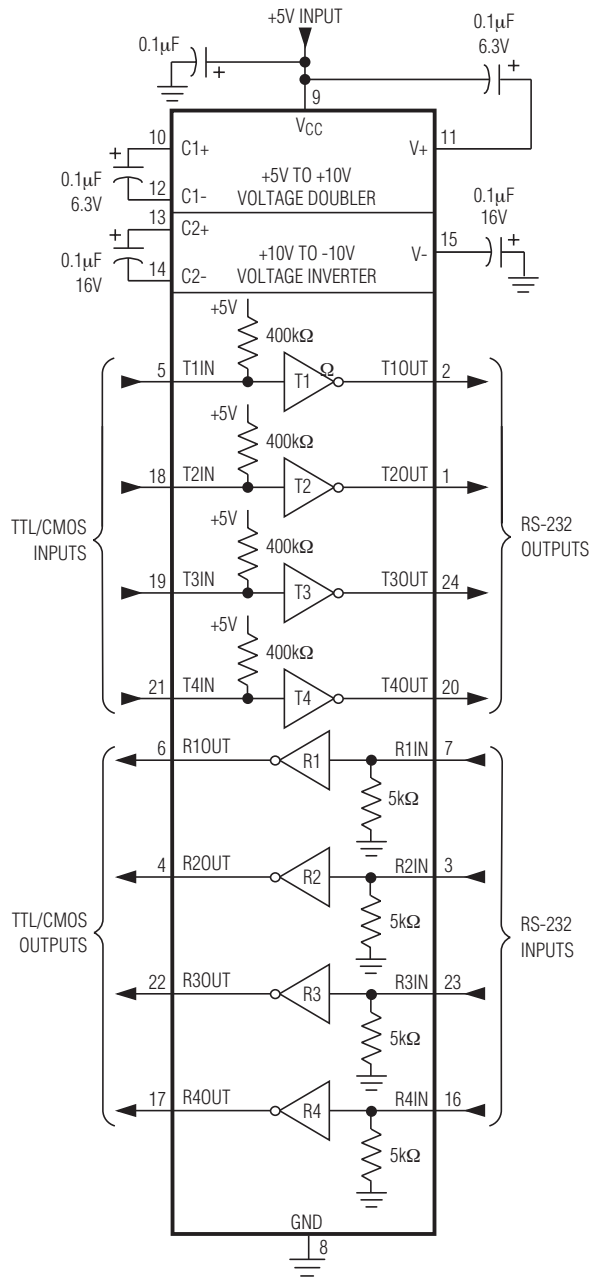 +5V INPUT
0.1µF
+
0.1µF
6.3V
+
9
VCC
10
C1+
V+
11
+
0.1µF
6.3V
+5V TO +10V
VOLTAGE DOUBLER
12
C1-
13
C2+
+
0.1µF
16V
+10V TO -10V
VOLTAGE INVERTER
14
C2-
V-
15
0.1µF
16V
+
+5V
400kΩ
5
T1IN
T1
Ω
T1OUT
2
+5V
400kΩ
18
T2IN
T2
T2OUT
1
TTL/CMOS
INPUTS
RS-232
OUTPUTS
+5V
400kΩ
19
T3IN
T3
T3OUT
24
+5V
400kΩ
21
T4IN
T4
T4OUT
20
6
R1OUT
R1
R1IN
7
5kΩ
4
R2OUT
R2
R2IN
3
5kΩ
TTL/CMOS
OUTPUTS
RS-232
INPUTS
22
R3OUT
R3
R3IN
23
5kΩ
17
R4OUT
R4
R4IN
16
5kΩ
GND
8